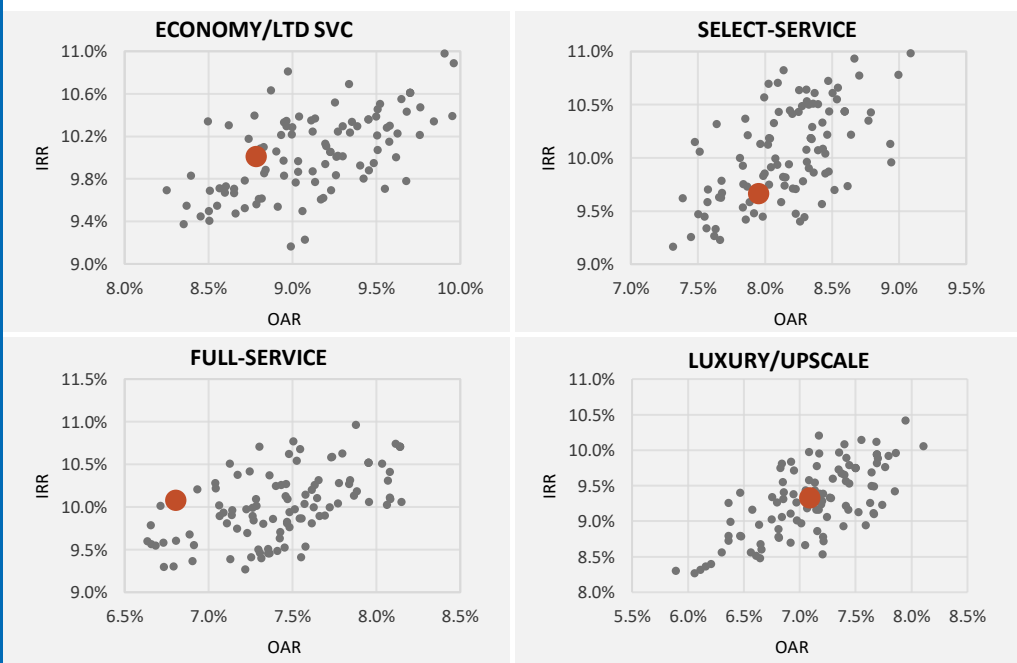 ECONOMY/LTD SVC
11.0%
10.6%
10.2%
9.8%
9.4%
9.0%
IRR
8.0% 8.5% 9.0% 9.5% 10.0%
OAR
SELECT-SERVICE
11.0%
10.5%
10.0%
9.5%
9.0%
IRR
7.0% 7.5% 8.0% 8.5% 9.0% 9.5%
OAR
FULL-SERVICE
11.5%
11.0%
10.5%
10.0%
9.5%
9.0%
IRR
6.5% 7.0% 7.5% 8.0% 8.5%
OAR
LUXURY/UPSCALE
11.0%
10.5%
10.0%
9.5%
9.0%
8.5%
8.0%
IRR
5.5% 6.0% 6.5% 7.0% 7.5% 8.0% 8.5%
OAR